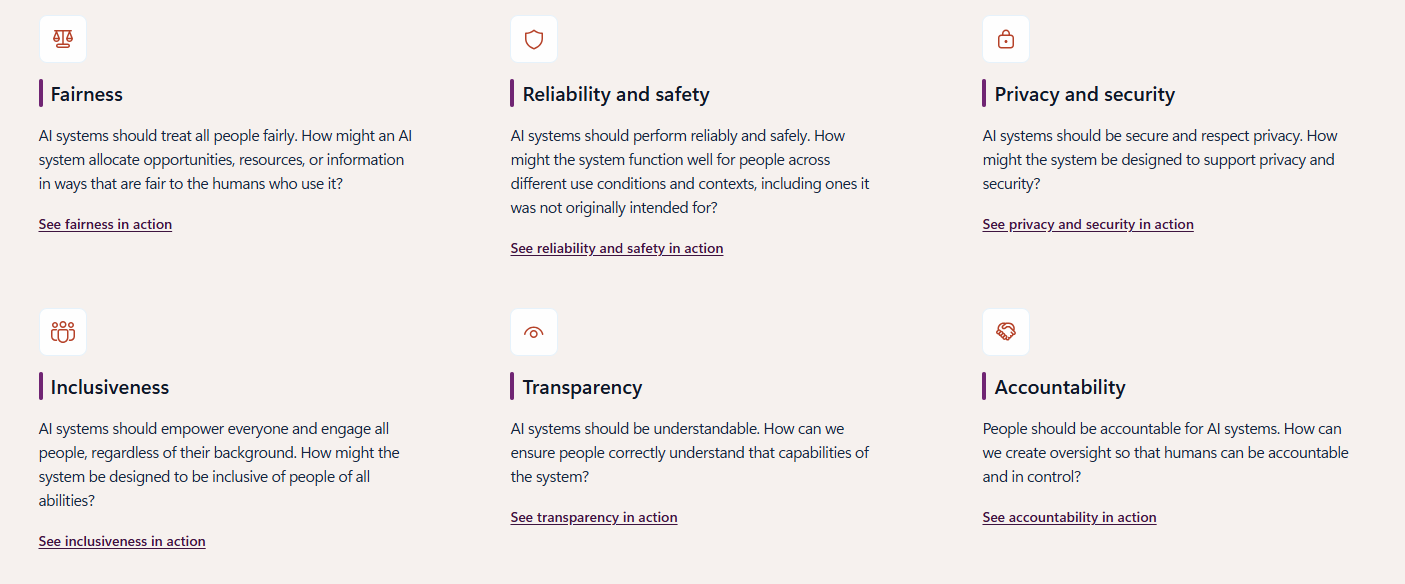 Fairness
AI systems should treat all people fairly. How might an AI
system allocate opportunities, resources, or information
in ways that are fair to the humans who use it?
See fairness in action
Reliability and safety
AI systems should perform reliably and safely. How
might the system function well for people across
different use conditions and contexts, including ones it
was not originally intended for?
See reliability and safety in action
Privacy and security
AI systems should be secure and respect privacy. How
might the system be designed to support privacy and
security?
See privacy and security in action
Inclusiveness
AI systems should empower everyone and engage all
people, regardless of their background. How might the
system be designed to be inclusive of people of all
abilities?
See inclusiveness in action
Transparency
AI systems should be understandable. How can we
ensure people correctly understand that capabilities of
the system?
See transparency in action
Accountability
People should be accountable for AI systems. How can
we create oversight so that humans can be accountable
and in control?
See accountability in action